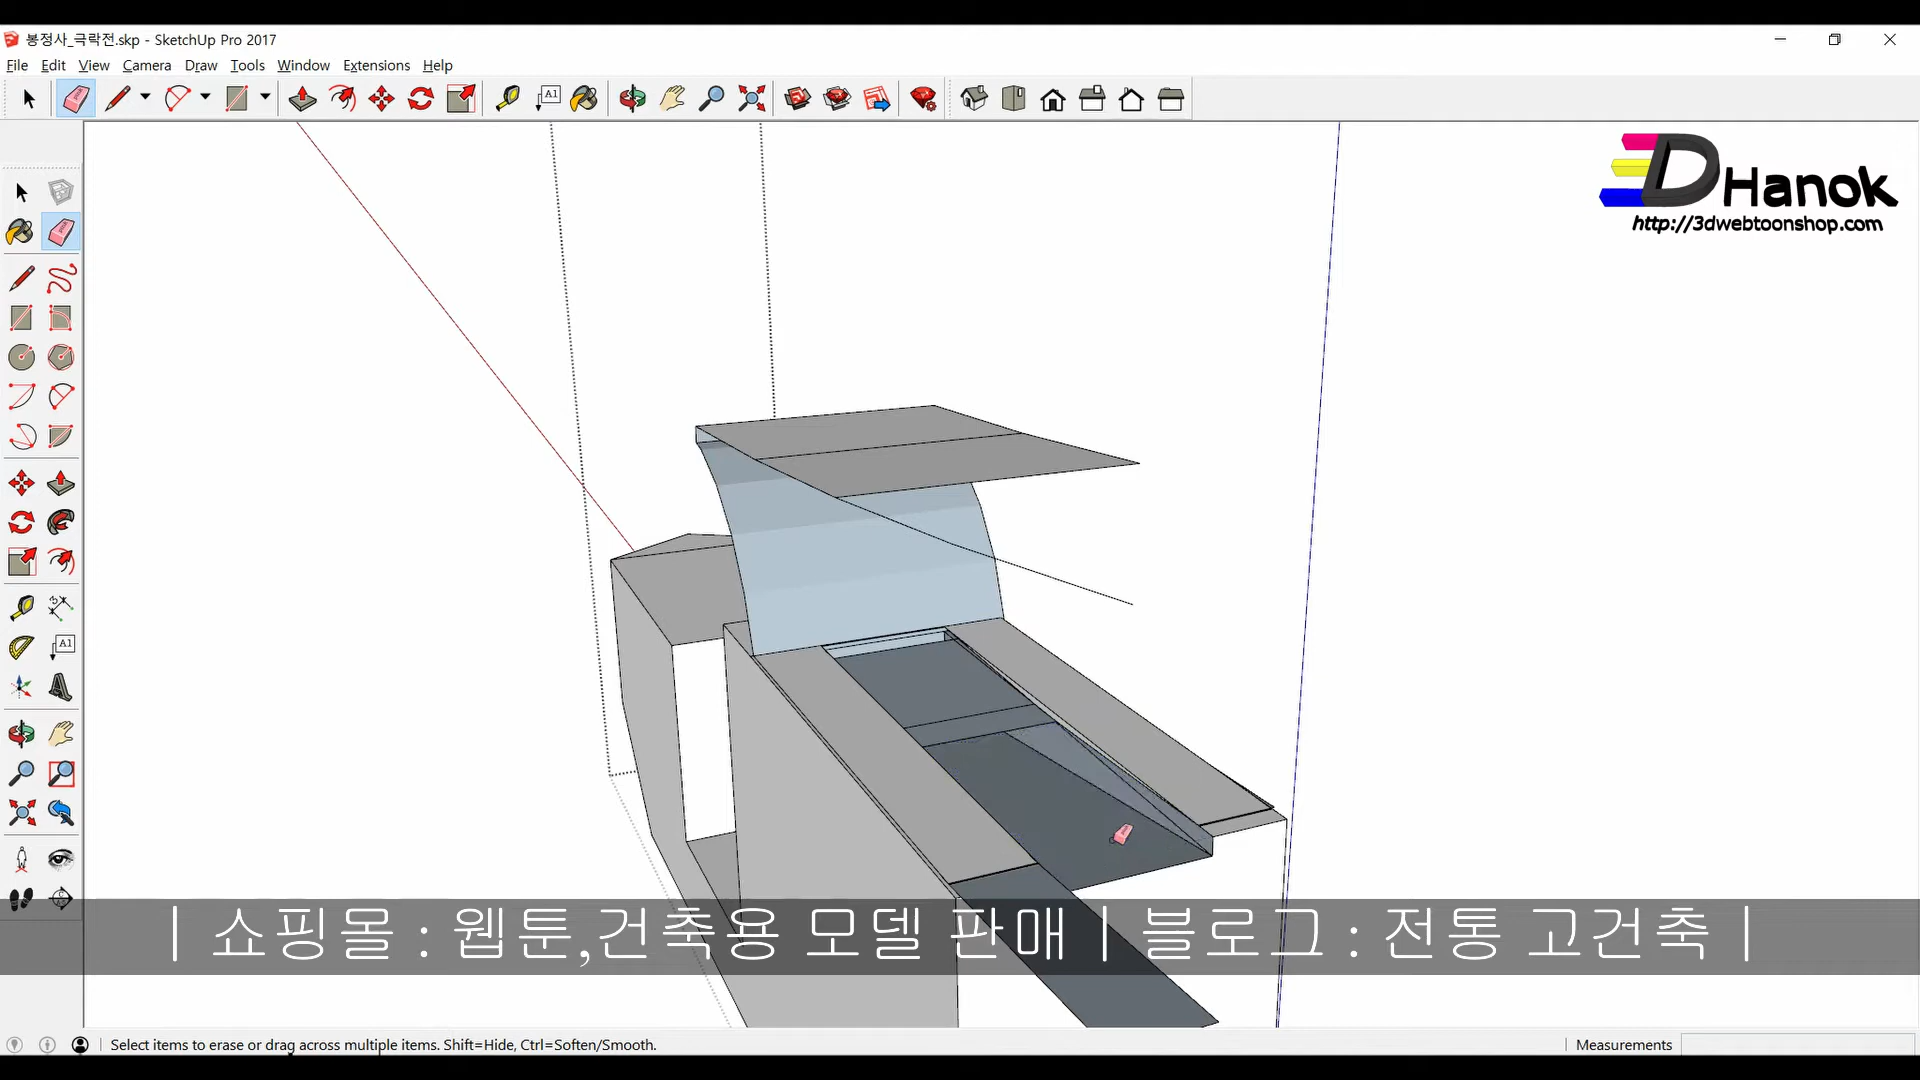 봉정사_극락전.skp - SketchUp Pro 2017
File Edit View Camera Draw Tools Window Extensions Help
A1
3D Hanok
http://3dwebtoonshop.com
A1
| 쇼핑몰 : 웹툰,건축용 모델 판매 | 블로그 : 전통 고건축 |
Select items to erase or drag across multiple items. Shift=Hide, Ctrl=Soften/Smooth.
Measurements